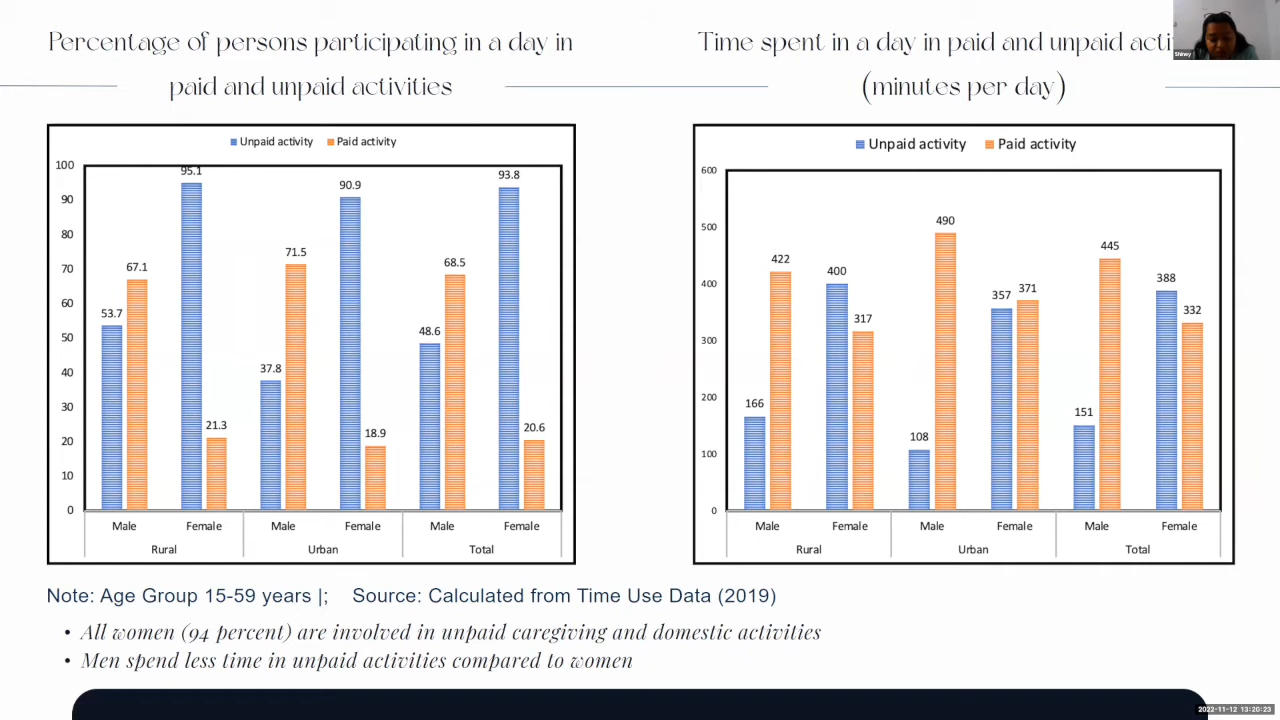 Percentage of persons participating in a day in
paid and unpaid activities
Unpaid activity Paid activity
100
90
80
70
60
50
40
30
20
10
0
53.7 67.1 95.1 21.3 37.8 71.5 90.9 18.9 48.6 68.5 93.8 20.6
Male Female Male Female Male Female
Rural Urban Total
Time spent in a day in paid and unpaid acti
(minutes per day)
Unpaid activity Paid activity
600
500
400
300
200
100
0
166 422 400 317 108 490 357 371 151 445 388 332
Male Female Male Female Male Female
Rural Urban Total
Note: Age Group 15-59 years |; Source: Calculated from Time Use Data (2019)
• All women (94 percent) are involved in unpaid caregiving and domestic activities
• Men spend less time in unpaid activities compared to women
2022-11-12 13:20:23